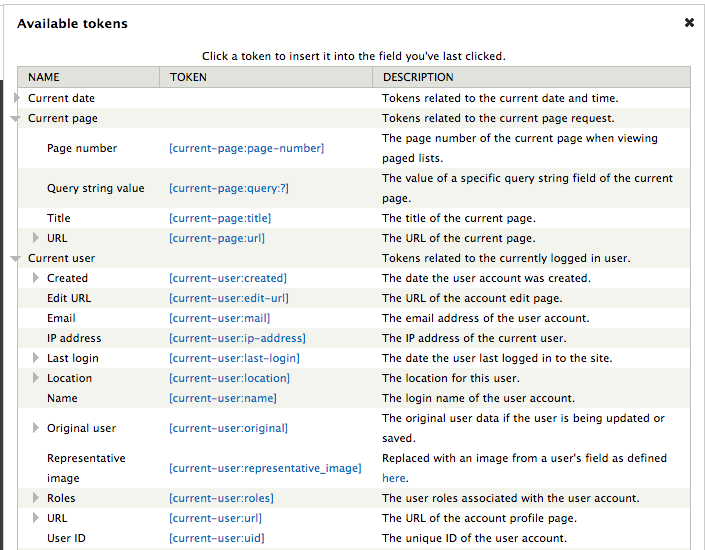 Available tokens ✖
Click a token to insert it into the field you've last clicked.
NAME TOKEN DESCRIPTION
Current date Tokens related to the current date and time.
Current page Tokens related to the current page request.
Page number [current-page:page-number] The page number of the current page when viewing
paged lists.
Query string value [current-page:query:?] The value of a specific query string field of the current
page.
Title [current-page:title] The title of the current page.
URL [current-page:url] The URL of the current page.
Current user Tokens related to the currently logged in user.
Created [current-user:created] The date the user account was created.
Edit URL [current-user:edit-url] The URL of the account edit page.
Email [current-user:mail] The email address of the user account.
IP address [current-user:ip-address] The IP address of the current user.
Last login [current-user:last-login] The date the user last logged in to the site.
Location [current-user:location] The location for this user.
Name [current-user:name] The login name of the user account.
Original user [current-user:original] The original user data if the user is being updated or
saved.
Representative
image [current-user:representative_image] Replaced with an image from a user's field as defined
here.
Roles [current-user:roles] The user roles associated with the user account.
URL [current-user:url] The URL of the account profile page.
User ID [current-user:uid] The unique ID of the user account.